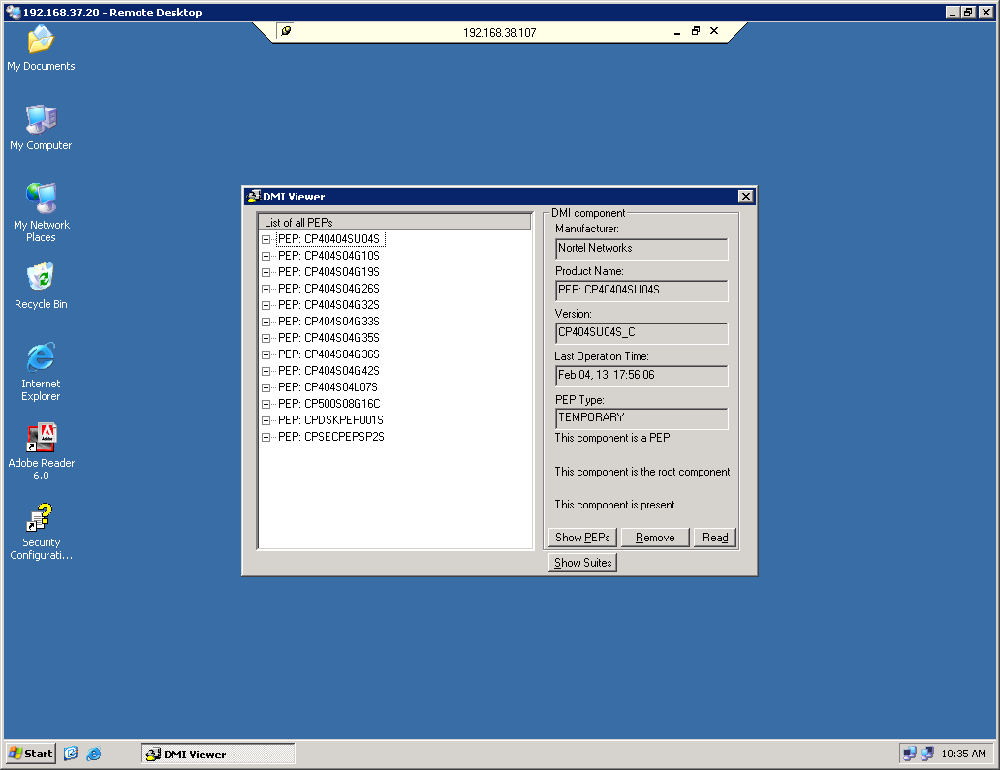 192.168.37.20 - Remote Desktop
192.168.38.107
My Documents
My Computer
My Network
Places
Recycle Bin
Internet
Explorer
Adobe Reader
6.0
Security
Configurati...
DMI Viewer
List of all PEPs
PEP: CP40404SU04S
PEP: CP404S04G10S
PEP: CP404S04G19S
PEP: CP404S04G26S
PEP: CP404S04G32S
PEP: CP404S04G33S
PEP: CP404S04G35S
PEP: CP404S04G36S
PEP: CP404S04G42S
PEP: CP404S04L07S
PEP: CP500S08G16C
PEP: CPDSKPEP001S
PEP: CPSECPEPSP2S
DMI component
Manufacturer:
Nortel Networks
Product Name:
PEP: CP40404SU04S
Version:
CP404SU04S_C
Last Operation Time:
Feb 04, 13 17:56:06
PEP Type:
TEMPORARY
This component is a PEP
This component is the root component
This component is present
Show PEPs Remove Read
Show Suites
Start DMI Viewer 10:35 AM